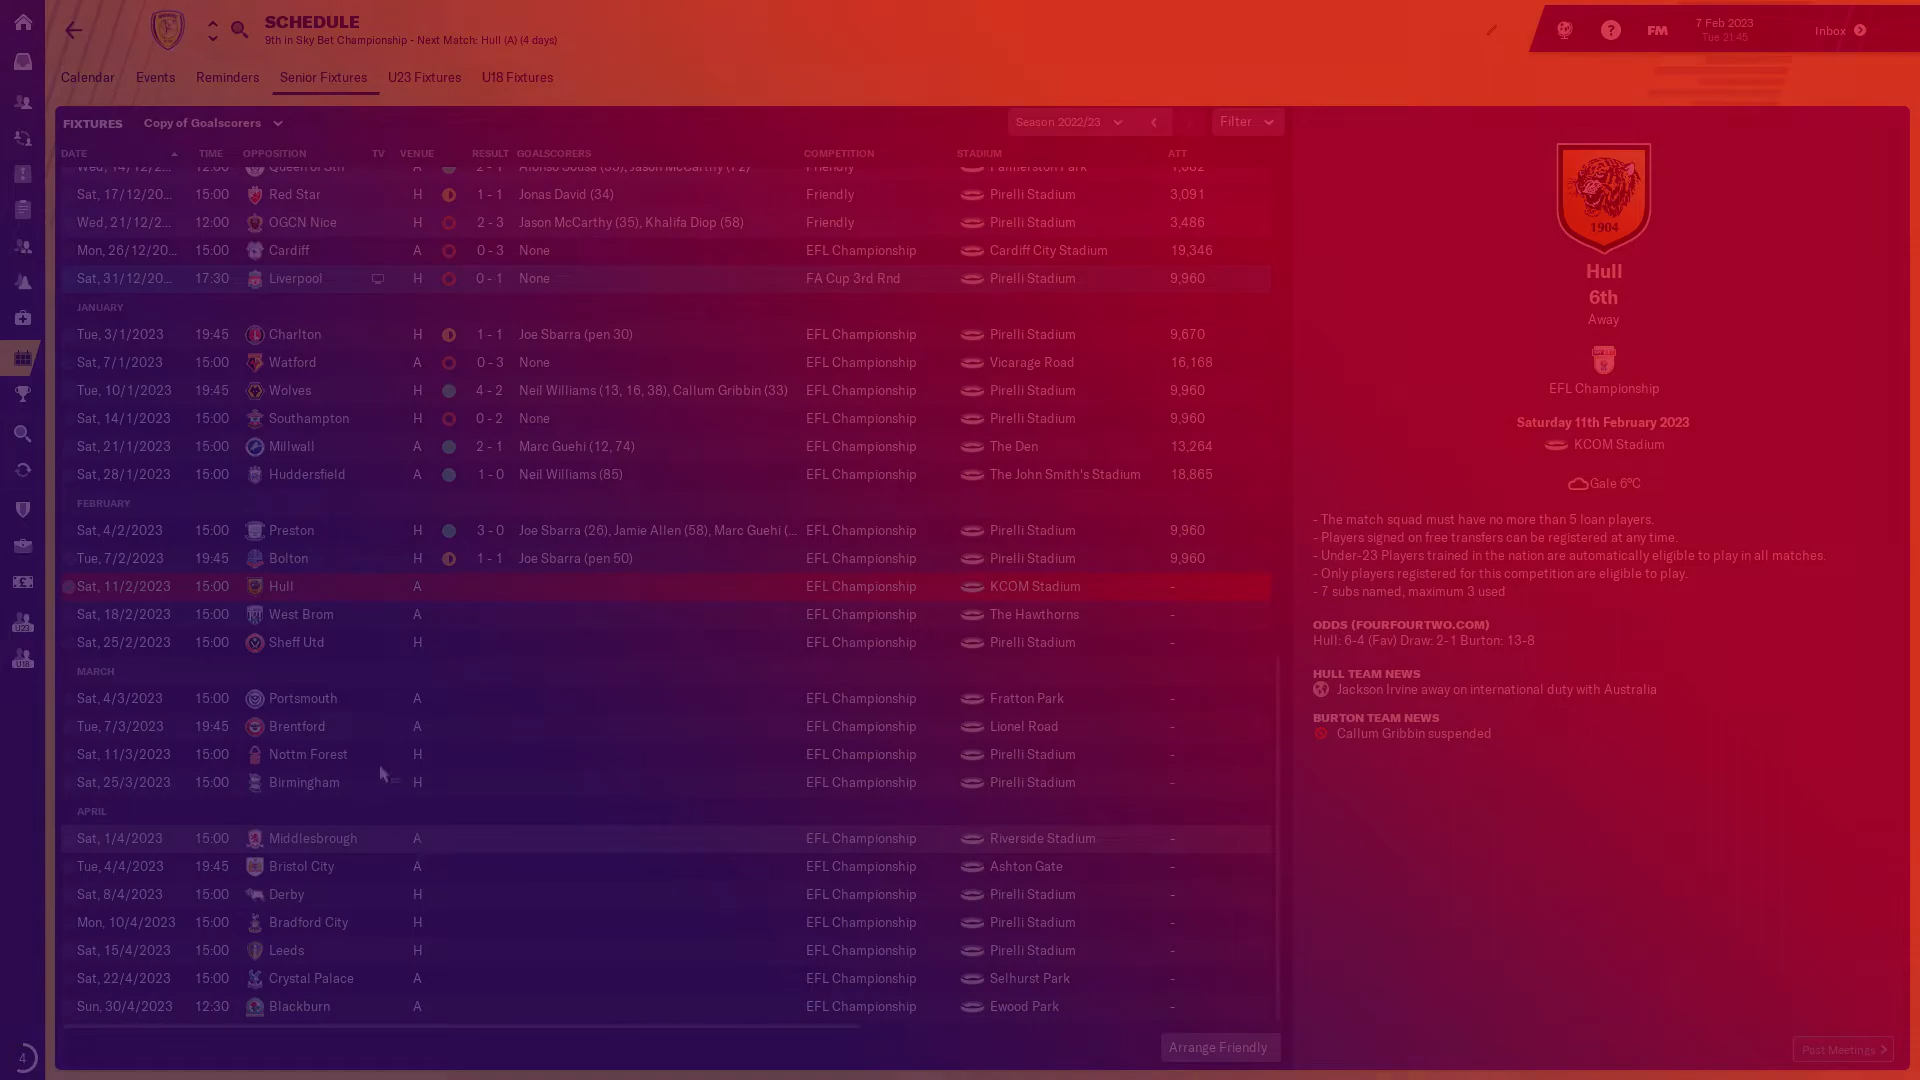 SCHEDULE
9th in Sky Bet Championship - Next Match: Hull (A) (4 days)
FM
7 Feb 2023
Tue 21:45
Inbox
Calendar Events Reminders Senior Fixtures U23 Fixtures U18 Fixtures
FIXTURES Copy of Goalscorers Season 2022/23 Filter
DATE TIME OPPOSITION TV VENUE RESULT GOALSCORERS COMPETITION STADIUM ATT
Wed, 14/12/2... 12:00 Queen of Sth A 2 - 1 Alonso Sousa (53), Jason McCarthy (72) Friendly Palmerston Park
Sat, 17/12/20... 15:00 Red Star H 1 - 1 Jonas David (34) Friendly Pirelli Stadium 3,091
Wed, 21/12/2... 12:00 OGCN Nice H 2 - 3 Jason McCarthy (35), Khalifa Diop (58) Friendly Pirelli Stadium 3,486
Mon, 26/12/20... 15:00 Cardiff A 0 - 3 None EFL Championship Cardiff City Stadium 19,346
Sat, 31/12/20... 17:30 Liverpool H 0 - 1 None FA Cup 3rd Rnd Pirelli Stadium 9,960
JANUARY
Tue, 3/1/2023 19:45 Charlton H 1 - 1 Joe Sbarra (pen 30) EFL Championship Pirelli Stadium 9,670
Sat, 7/1/2023 15:00 Watford A 0 - 3 None EFL Championship Vicarage Road 16,168
Tue, 10/1/2023 19:45 Wolves H 4 - 2 Neil Williams (13, 16, 38), Callum Gribbin (33) EFL Championship Pirelli Stadium 9,960
Sat, 14/1/2023 15:00 Southampton H 0 - 2 None EFL Championship Pirelli Stadium 9,960
Sat, 21/1/2023 15:00 Millwall A 2 - 1 Marc Guehi (12, 74) EFL Championship The Den 13,264
Sat, 28/1/2023 15:00 Huddersfield A 1 - 0 Neil Williams (85) EFL Championship The John Smith's Stadium 18,865
FEBRUARY
Sat, 4/2/2023 15:00 Preston H 3 - 0 Joe Sbarra (26), Jamie Allen (58), Marc Guehi (... EFL Championship Pirelli Stadium 9,960
Tue, 7/2/2023 19:45 Bolton H 1 - 1 Joe Sbarra (pen 50) EFL Championship Pirelli Stadium 9,960
Sat, 11/2/2023 15:00 Hull A EFL Championship KCOM Stadium -
Sat, 18/2/2023 15:00 West Brom A EFL Championship The Hawthorns -
Sat, 25/2/2023 15:00 Sheff Utd H EFL Championship Pirelli Stadium -
MARCH
Sat, 4/3/2023 15:00 Portsmouth A EFL Championship Fratton Park -
Tue, 7/3/2023 19:45 Brentford A EFL Championship Lionel Road -
Sat, 11/3/2023 15:00 Nottm Forest H EFL Championship Pirelli Stadium -
Sat, 25/3/2023 15:00 Birmingham H EFL Championship Pirelli Stadium -
APRIL
Sat, 1/4/2023 15:00 Middlesbrough A EFL Championship Riverside Stadium -
Tue, 4/4/2023 19:45 Bristol City A EFL Championship Ashton Gate -
Sat, 8/4/2023 15:00 Derby H EFL Championship Pirelli Stadium -
Mon, 10/4/2023 15:00 Bradford City H EFL Championship Pirelli Stadium -
Sat, 15/4/2023 15:00 Leeds H EFL Championship Pirelli Stadium -
Sat, 22/4/2023 15:00 Crystal Palace A EFL Championship Selhurst Park -
Sun, 30/4/2023 12:30 Blackburn A EFL Championship Ewood Park -
Arrange Friendly
1904
Hull
6th
Away
EFL Championship
Saturday 11th February 2023
KCOM Stadium
Gale 6°C
- The match squad must have no more than 5 loan players.
- Players signed on free transfers can be registered at any time.
- Under-23 Players trained in the nation are automatically eligible to play in all matches.
- Only players registered for this competition are eligible to play.
- 7 subs named, maximum 3 used
ODDS (FOURFOURTWO.COM)
Hull: 6-4 (Fav) Draw: 2-1 Burton: 13-8
HULL TEAM NEWS
Jackson Irvine away on international duty with Australia
BURTON TEAM NEWS
Callum Gribbin suspended
Past Meetings
U23
U18
4